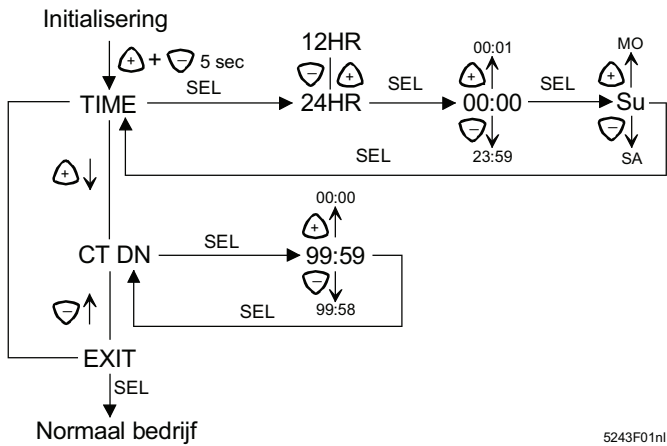 Initialisering
+ + − 5 sec
12HR
− +
24HR
00:01
+
00:00
−
23:59
MO
+
Su
−
SA
TIME
SEL
SEL
SEL
SEL
+
CT DN
SEL
00:00
+
99:59
−
99:58
SEL
−
EXIT
SEL
Normaal bedrijf
5243F01nl